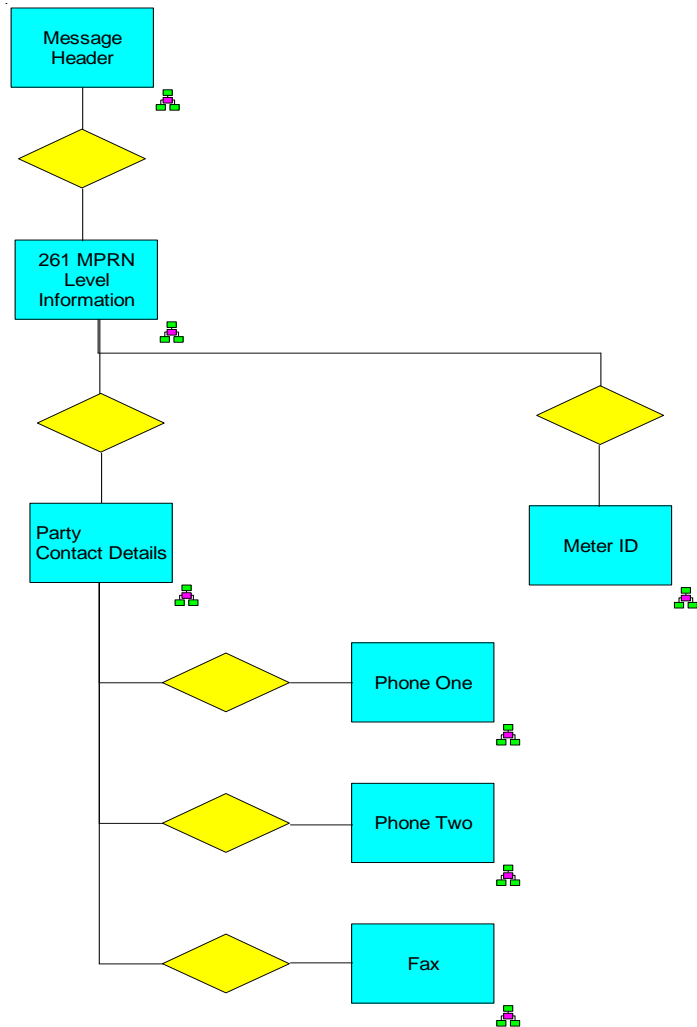 Message
Header
261 MPRN
Level
Information
Party
Contact Details
Meter ID
Phone One
Phone Two
Fax